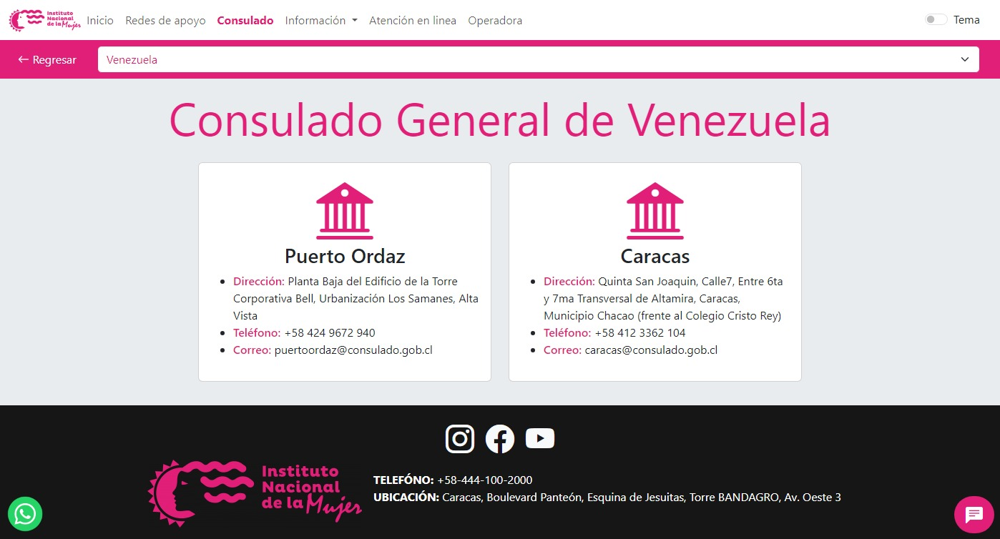 Instituto
Nacional
de la Mujer
Inicio
Redes de apoyo
Consulado
Información
Atención en linea
Operadora
Tema
← Regresar
Venezuela
Consulado General de Venezuela
Puerto Ordaz
Dirección: Planta Baja del Edificio de la Torre
Corporativa Bell, Urbanización Los Samanes, Alta
Vista
Teléfono: +58 424 9672 940
Correo: puertoordaz@consulado.gob.cl
Caracas
Dirección: Quinta San Joaquin, Calle7, Entre 6ta
y 7ma Transversal de Altamira, Caracas,
Municipio Chacao (frente al Colegio Cristo Rey)
Teléfono: +58 412 3362 104
Correo: caracas@consulado.gob.cl
Instituto
Nacional
de la Mujer
TELEFÓNO: +58-444-100-2000
UBICACIÓN: Caracas, Boulevard Panteón, Esquina de Jesuitas, Torre BANDAGRO, Av. Oeste 3